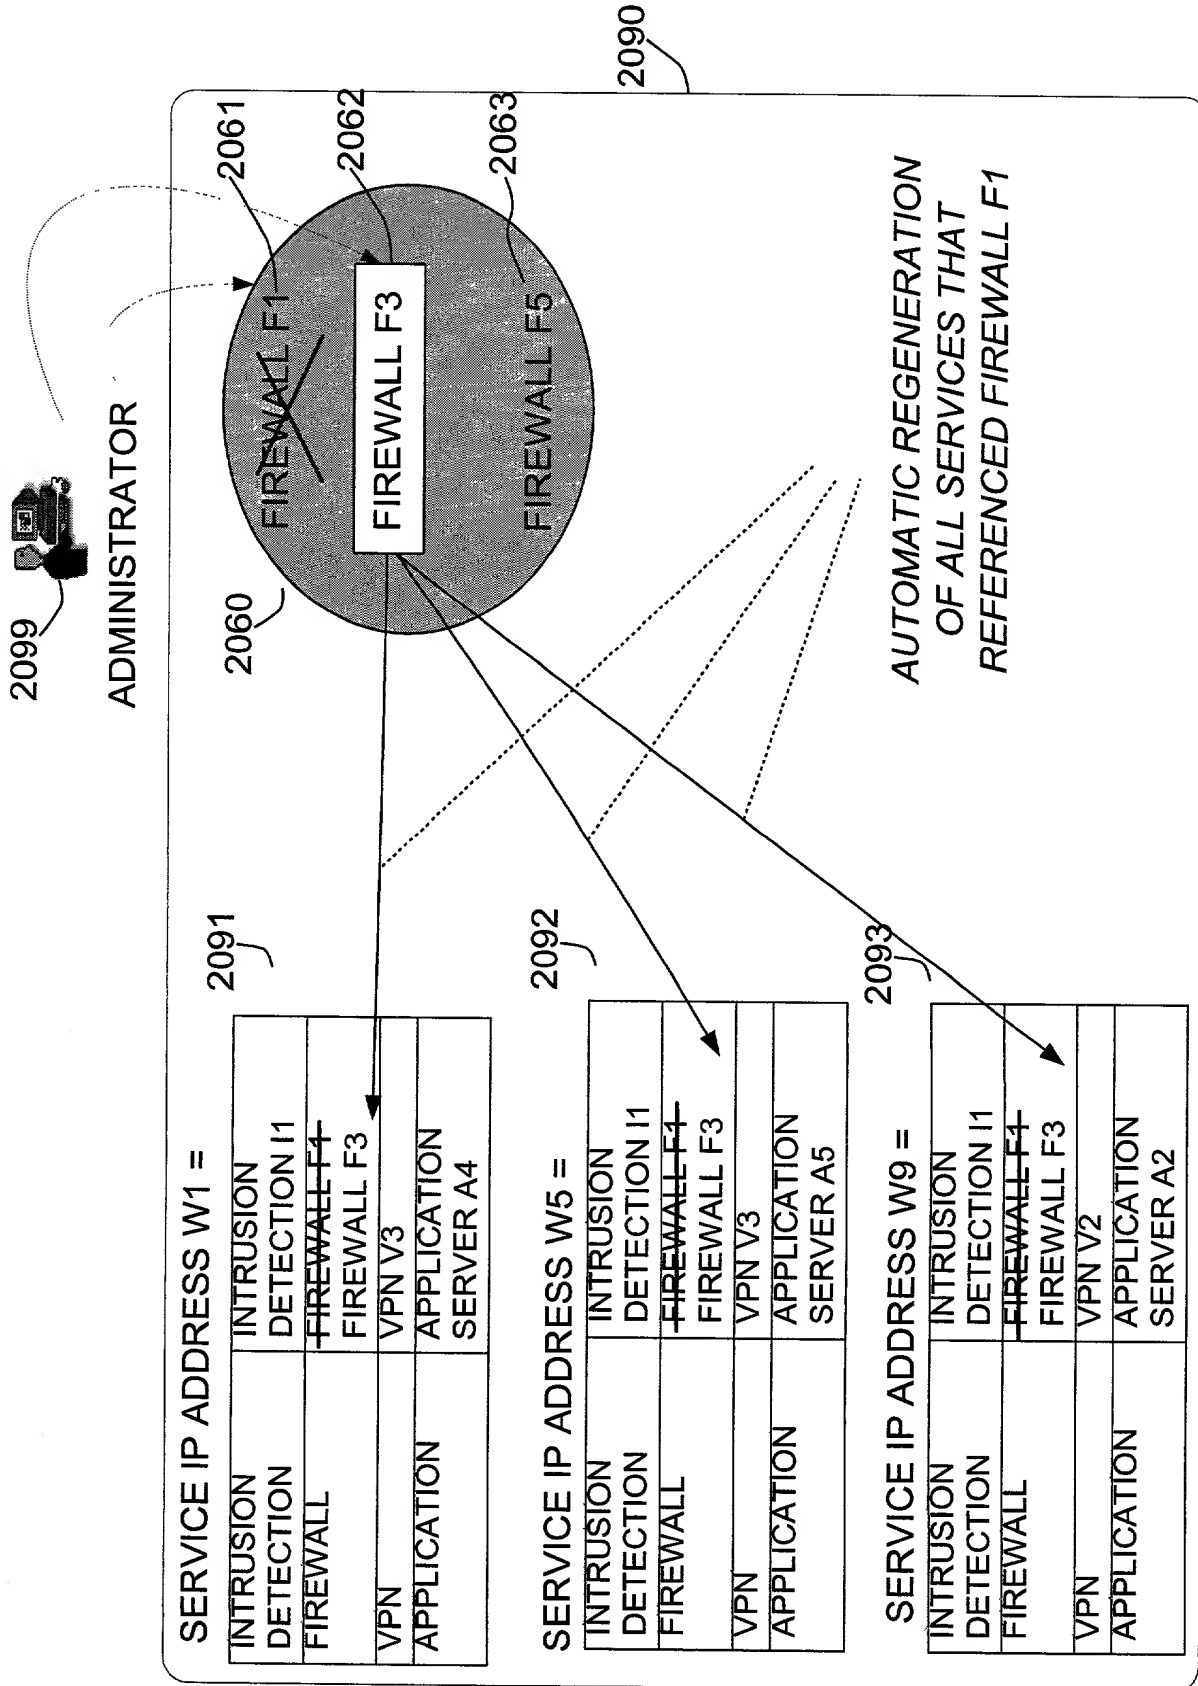 2099
ADMINISTRATOR
2090
SERVICE IP ADDRESS W1 =
2091
INTRUSION
DETECTION
INTRUSION
DETECTION I1
FIREWALL
FIREWALL F1
FIREWALL F3
VPN
VPN V3
APPLICATION
APPLICATION
SERVER A4
SERVICE IP ADDRESS W5 =
2092
INTRUSION
DETECTION
INTRUSION
DETECTION I1
FIREWALL
FIREWALL F1
FIREWALL F3
VPN
VPN V3
APPLICATION
APPLICATION
SERVER A5
SERVICE IP ADDRESS W9 =
2093
INTRUSION
DETECTION
INTRUSION
DETECTION I1
FIREWALL
FIREWALL F1
FIREWALL F3
VPN
VPN V2
APPLICATION
APPLICATION
SERVER A2
2060
FIREWALL F1
2061
FIREWALL F3
2062
FIREWALL F5
2063
AUTOMATIC REGENERATION
OF ALL SERVICES THAT
REFERENCED FIREWALL F1